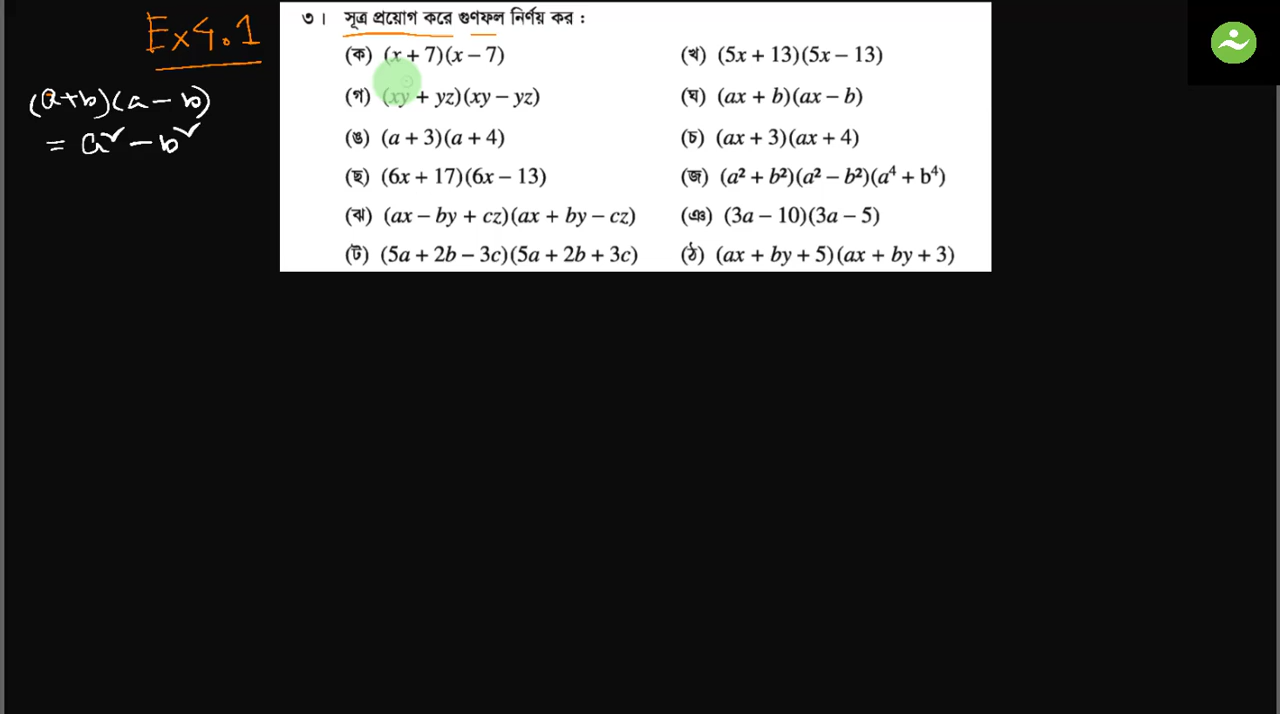 Ex 4.1
(a+b)(a-b)
= a² - b²
৩। সূত্র প্রয়োগ করে গুণফল নির্ণয় কর :
(ক) (x + 7)(x − 7) (খ) (5x + 13)(5x − 13)
(গ) (xy + yz)(xy − yz) (ঘ) (ax + b)(ax − b)
(ঙ) (a + 3)(a + 4) (চ) (ax + 3)(ax + 4)
(ছ) (6x + 17)(6x − 13) (জ) (a² + b²)(a² − b²)(a⁴ + b⁴)
(ঝ) (ax − by + cz)(ax + by − cz) (ঞ) (3a − 10)(3a − 5)
(ট) (5a + 2b − 3c)(5a + 2b + 3c) (ঠ) (ax + by + 5)(ax + by + 3)